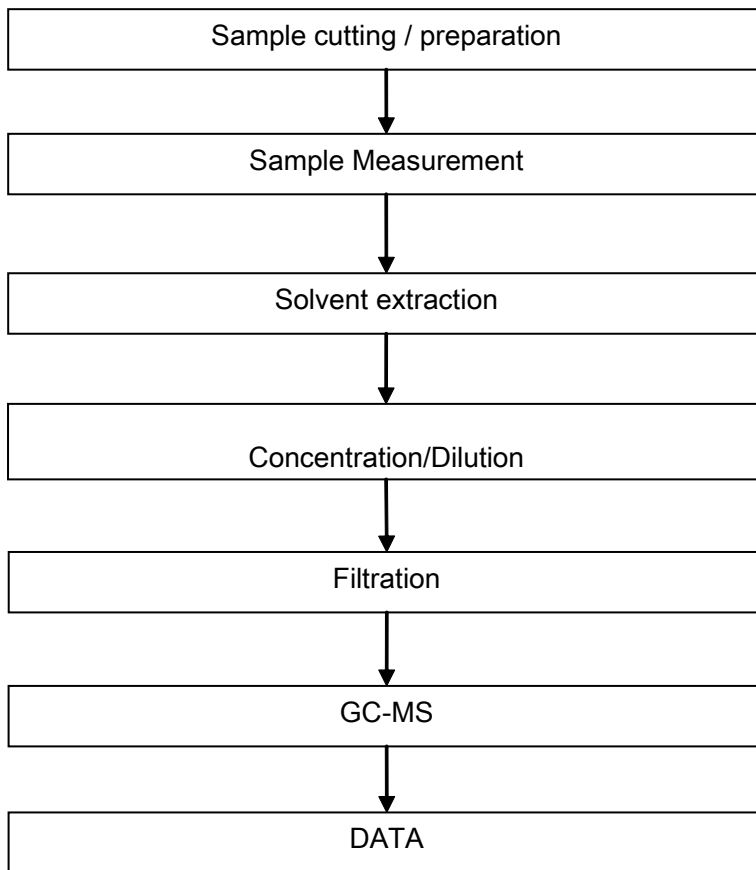 Sample cutting / preparation
Sample Measurement
Solvent extraction
Concentration/Dilution
Filtration
GC-MS
DATA